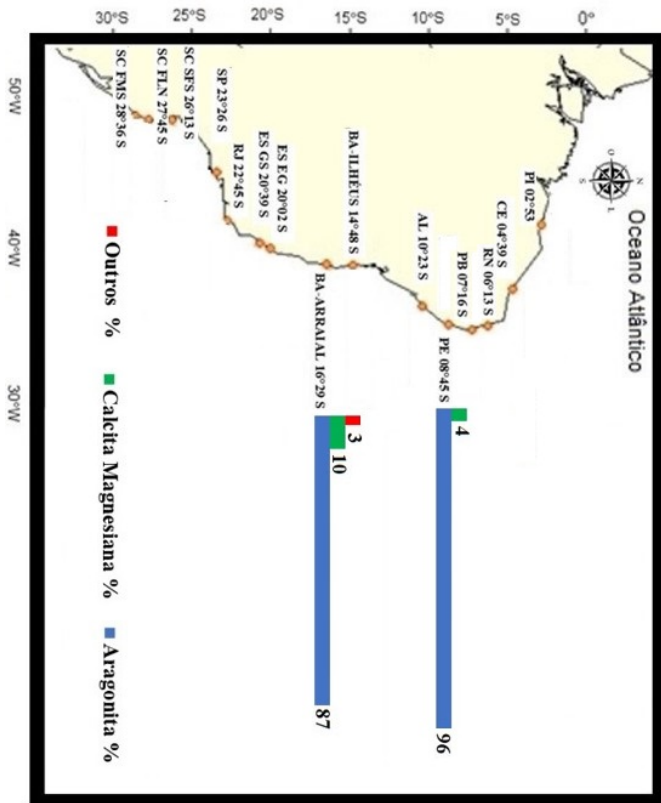 Oceano Atlântico
N
O
L
S
0°
5°S
10°S
15°S
20°S
25°S
30°S
PI 02°53
CE 04°39 S
RN 06°13 S
PB 07°16 S
PE 08°45 S
4
96
AL 10°23 S
BA-ILHÉUS 14°48 S
BA-ARRAIAL 16°29 S
3
10
87
ES EG 20°02 S
ES GS 20°39 S
RJ 22°45 S
SP 23°26 S
SC SFS 26°13 S
SC FLN 27°45 S
SC FMS 28°36 S
Outros %
Calcita Magnesiana %
Aragonita %
50°W
40°W
30°W